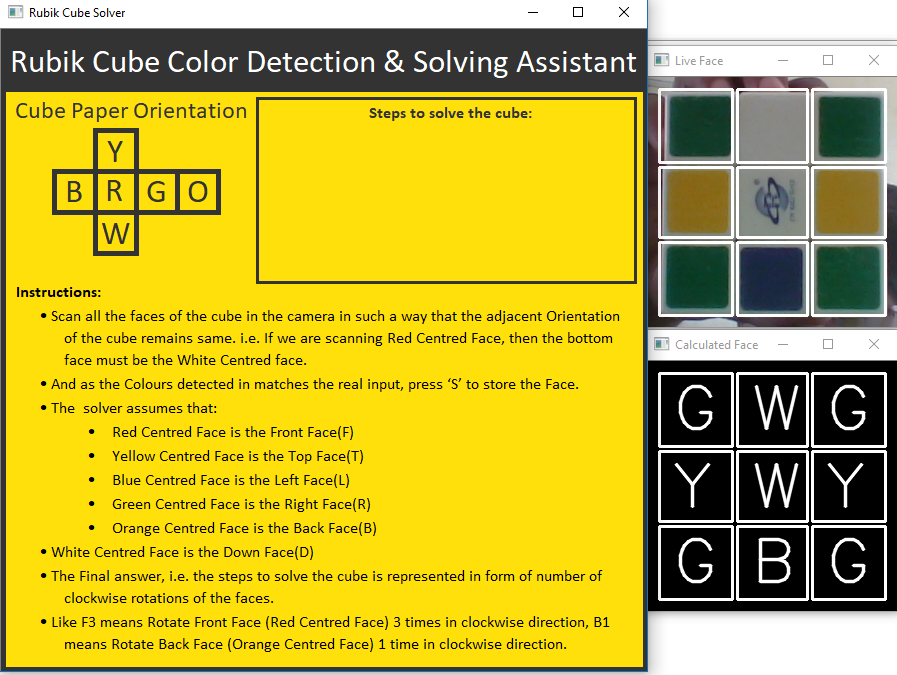 Rubik Cube Solver
Rubik Cube Color Detection & Solving Assistant
Cube Paper Orientation
Y
B R G O
W
Steps to solve the cube:
Instructions:
• Scan all the faces of the cube in the camera in such a way that the adjacent Orientation
of the cube remains same. i.e. If we are scanning Red Centred Face, then the bottom
face must be the White Centred face.
• And as the Colours detected in matches the real input, press ‘S’ to store the Face.
• The solver assumes that:
• Red Centred Face is the Front Face(F)
• Yellow Centred Face is the Top Face(T)
• Blue Centred Face is the Left Face(L)
• Green Centred Face is the Right Face(R)
• Orange Centred Face is the Back Face(B)
• White Centred Face is the Down Face(D)
• The Final answer, i.e. the steps to solve the cube is represented in form of number of
clockwise rotations of the faces.
• Like F3 means Rotate Front Face (Red Centred Face) 3 times in clockwise direction, B1
means Rotate Back Face (Orange Centred Face) 1 time in clockwise direction.
Live Face
Calculated Face
G W G
Y W Y
G B G